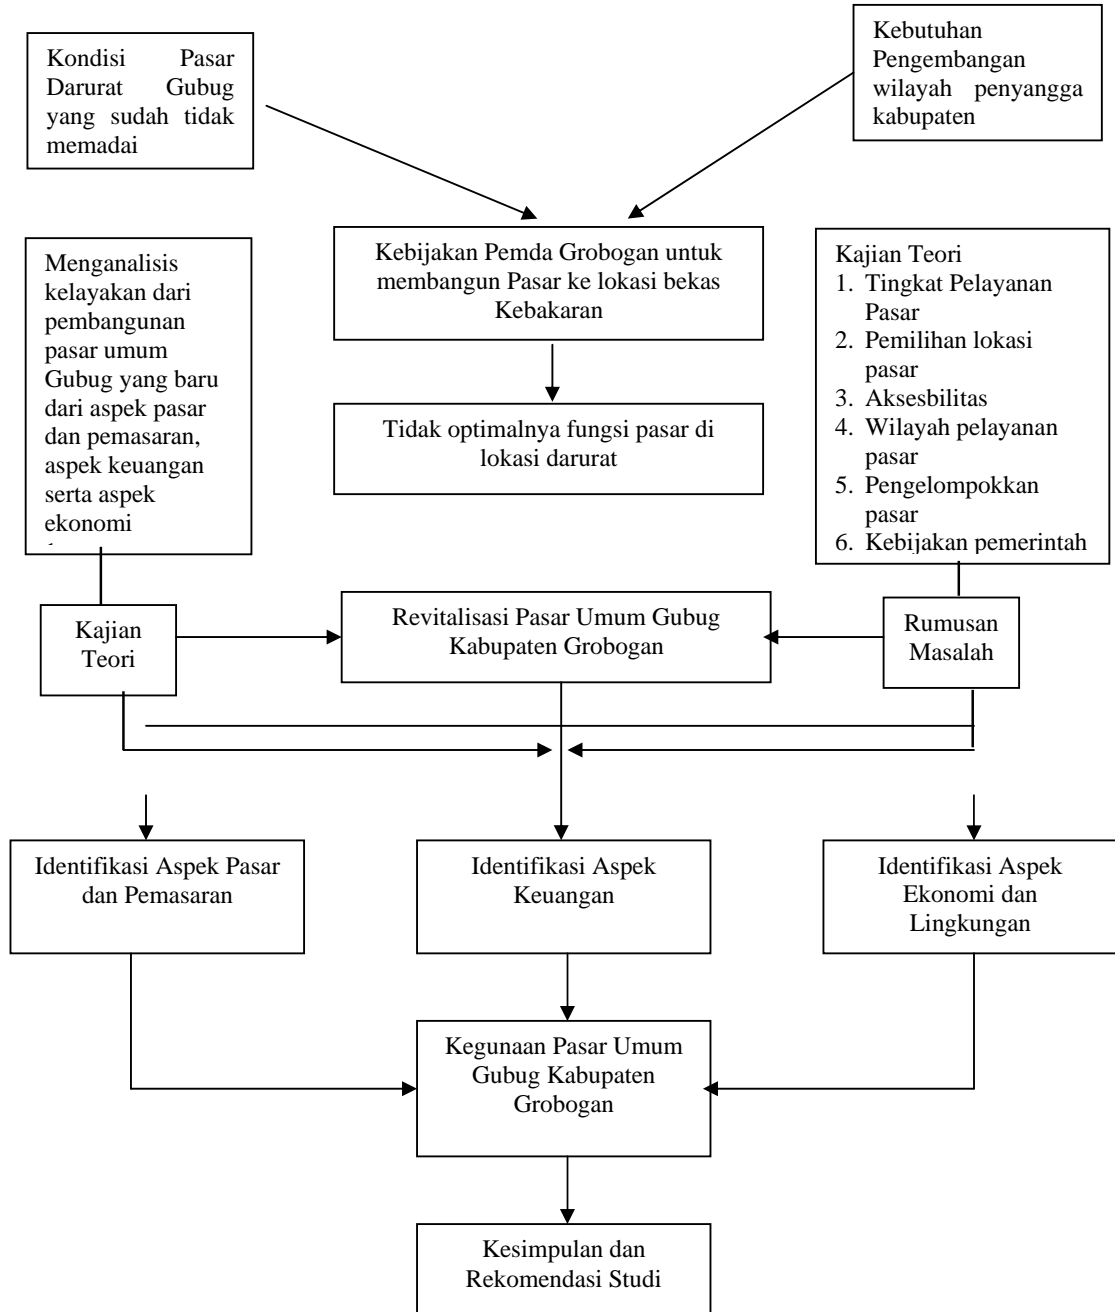 Kondisi Pasar
Darurat Gubug
yang sudah tidak
memadai
Kebutuhan
Pengembangan
wilayah penyangga
kabupaten
Kebijakan Pemda Grobogan untuk
membangun Pasar ke lokasi bekas
Kebakaran
Menganalisis
kelayakan dari
pembangunan
pasar umum
Gubug yang baru
dari aspek pasar
dan pemasaran,
aspek keuangan
serta aspek
ekonomi
Kajian Teori
1. Tingkat Pelayanan
Pasar
2. Pemilihan lokasi
pasar
3. Aksesbilitas
4. Wilayah pelayanan
pasar
5. Pengelompokkan
pasar
6. Kebijakan pemerintah
Tidak optimalnya fungsi pasar di
lokasi darurat
Kajian
Teori
Revitalisasi Pasar Umum Gubug
Kabupaten Grobogan
Rumusan
Masalah
Identifikasi Aspek Pasar
dan Pemasaran
Identifikasi Aspek
Keuangan
Identifikasi Aspek
Ekonomi dan
Lingkungan
Kegunaan Pasar Umum
Gubug Kabupaten
Grobogan
Kesimpulan dan
Rekomendasi Studi